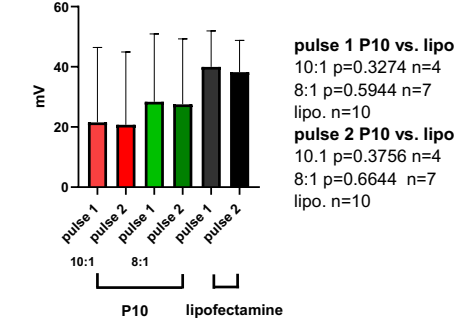 60
40
20
0
mV
pulse 1
pulse 2
pulse 1
pulse 2
pulse 1
pulse 2
10:1
8:1
P10
lipofectamine
pulse 1 P10 vs. lipo
10:1 p=0.3274 n=4
8:1 p=0.5944 n=7
lipo. n=10
pulse 2 P10 vs. lipo
10.1 p=0.3756 n=4
8:1 p=0.6644 n=7
lipo. n=10